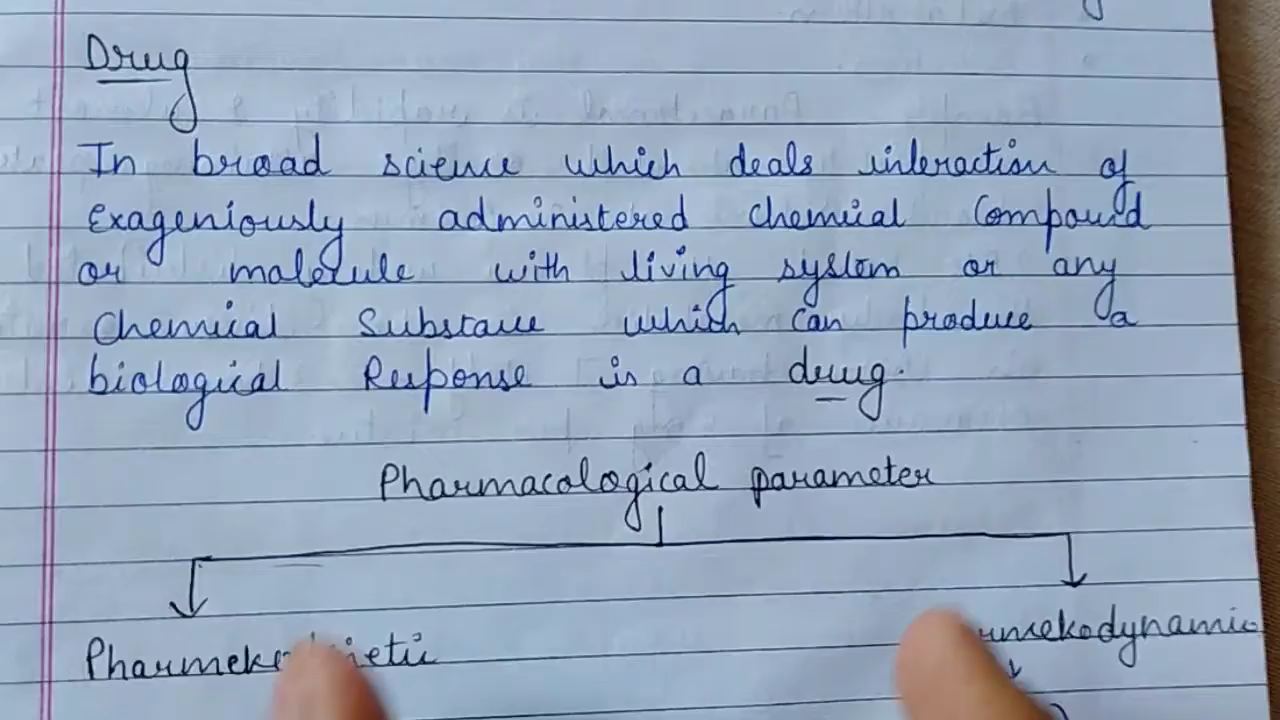 Drug
In broad science which deals interaction of
Exageniously administered chemical Compound
or molecule with living system or any
Chemical Substance which can produce a
biological Response is a drug.
Pharmacological parameter